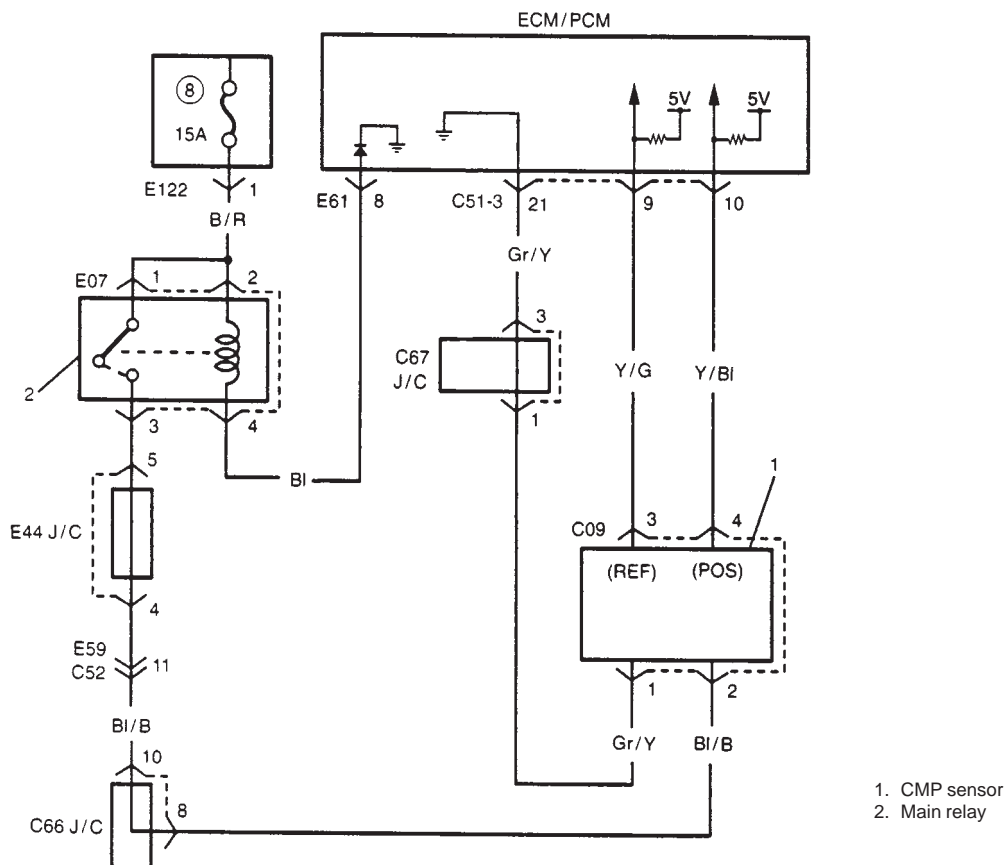 ECM/PCM
8
15A
5V
5V
E122
1
E61
8
C51-3
21
9
10
B/R
Gr/Y
E07
1
2
3
C67
J/C
1
Y/G
Y/Bl
2
3
4
Bl
1
5
E44 J/C
4
C09
3
4
(REF)
(POS)
E59
C52
11
1
2
Bl/B
Gr/Y
Bl/B
10
C66 J/C
8
1. CMP sensor
2. Main relay